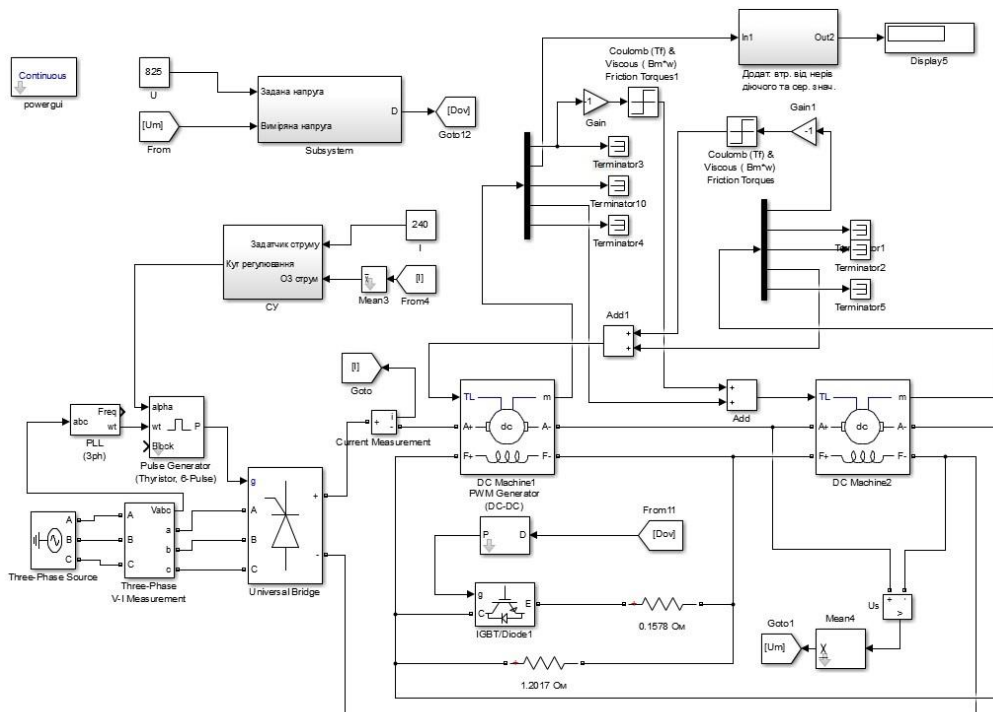 Continuous
powergui
825
U
[Um]
From
Задана напруга
Виміряна напруга
D
Subsystem
[Dov]
Goto12
Coulomb (Tf) &
Viscous ( Bm*w)
Friction Torques1
-1
Gain
In1
Out2
Додат. втр. від нерів
діючого та сер. знач.
Display5
Gain1
-1
Coulomb (Tf) &
Viscous ( Bm*w)
Friction Torques
Terminator3
Terminator10
Terminator4
Terminator2
Terminator5
240
I
Задатчик струму
Кут регулювання
ОЗ струм
СУ
Mean3
[I]
From4
Add1
+
+
[I]
Goto
i
+
-
Current Measurement
TL
m
A+
dc
A-
F+
F-
DC Machine1
+
+
Add
TL
m
A+
dc
A-
F+
F-
DC Machine2
abc
Freq
wt
PLL
(3ph)
alpha
wt
Block
P
Pulse Generator
(Thyristor, 6-Pulse)
g
A
B
C
+
-
Universal Bridge
A
B
C
Three-Phase Source
Vabc
A
a
B
b
C
c
Three-Phase
V-I Measurement
PWM Generator
(DC-DC)
P
D
From11
[Dov]
g
C
E
IGBT/Diode1
0.1578 Ом
1.2017 Ом
Us
+
-
v
Goto1
[Um]
Mean4